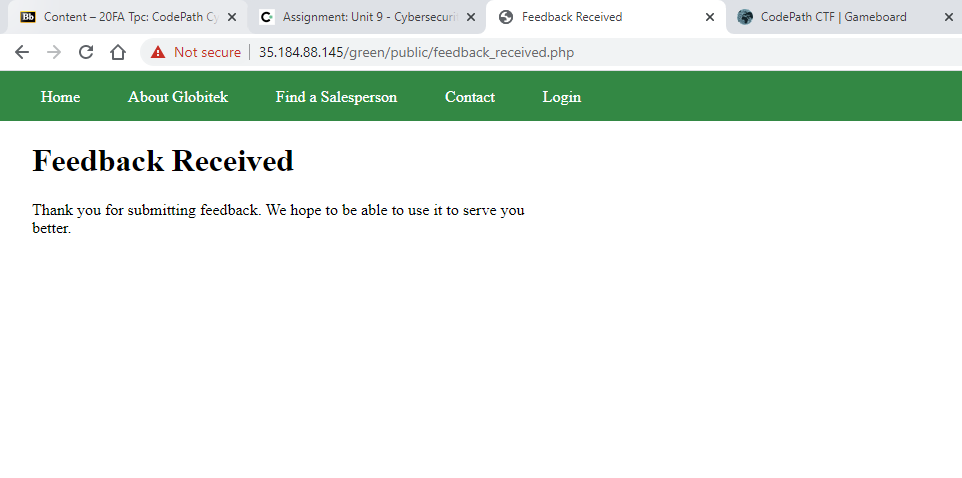 Content – 20FA Tpc: CodePath Cy
Assignment: Unit 9 - Cybersecurit
Feedback Received
CodePath CTF | Gameboard
Not secure | 35.184.88.145/green/public/feedback_received.php
Home About Globitek Find a Salesperson Contact Login
Feedback Received
Thank you for submitting feedback. We hope to be able to use it to serve you
better.